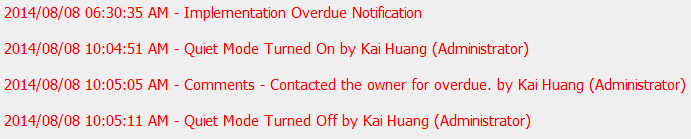 2014/08/08 06:30:35 AM - Implementation Overdue Notification
2014/08/08 10:04:51 AM - Quiet Mode Turned On by Kai Huang (Administrator)
2014/08/08 10:05:05 AM - Comments - Contacted the owner for overdue. by Kai Huang (Administrator)
2014/08/08 10:05:11 AM - Quiet Mode Turned Off by Kai Huang (Administrator)